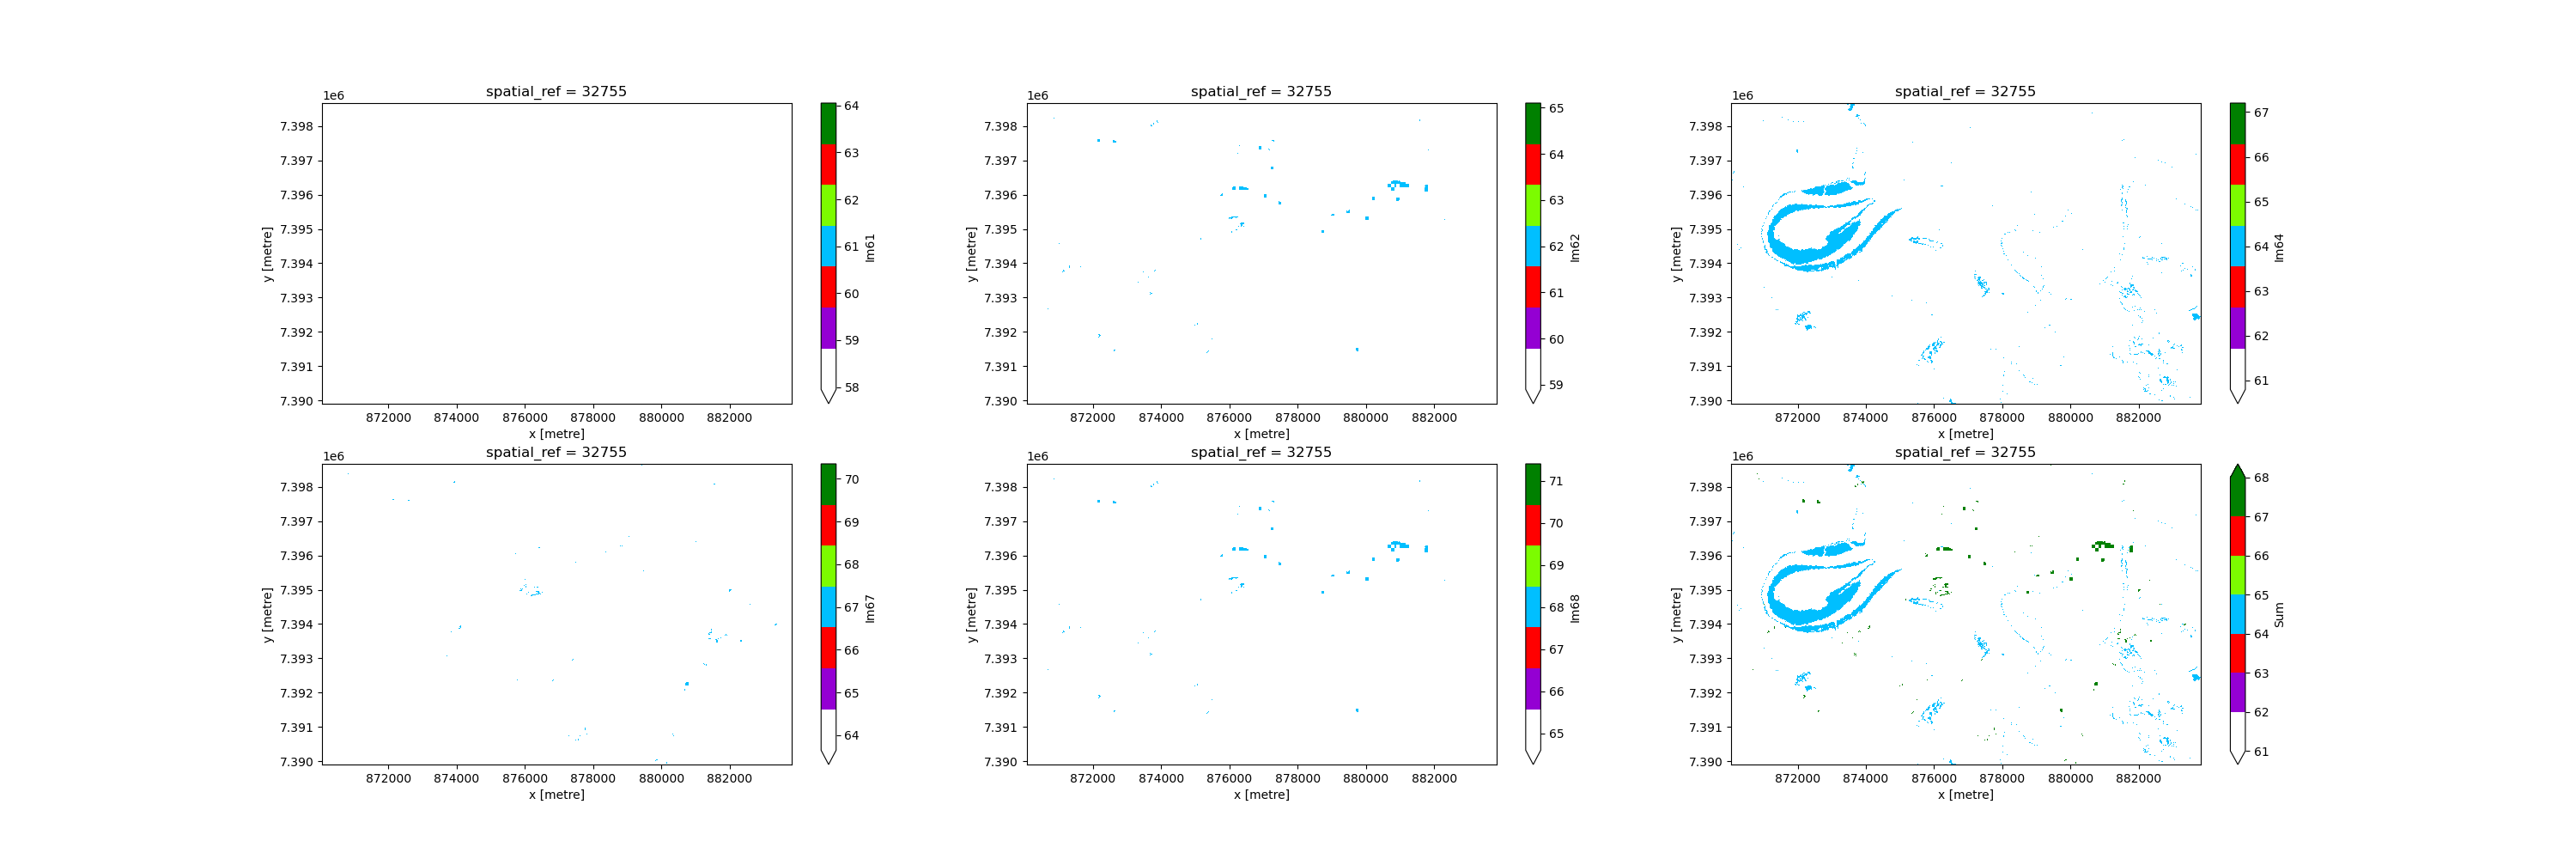 spatial_ref = 32755
1e6
7.398
7.397
7.396
7.395
7.394
7.393
7.392
7.391
7.390
y [metre]
872000 874000 876000 878000 880000 882000
x [metre]
64
63
62
61
60
59
58
Im61
spatial_ref = 32755
1e6
7.398
7.397
7.396
7.395
7.394
7.393
7.392
7.391
7.390
y [metre]
872000 874000 876000 878000 880000 882000
x [metre]
65
64
63
62
61
60
59
Im62
spatial_ref = 32755
1e6
7.398
7.397
7.396
7.395
7.394
7.393
7.392
7.391
7.390
y [metre]
872000 874000 876000 878000 880000 882000
x [metre]
67
66
65
64
63
62
61
Im64
spatial_ref = 32755
1e6
7.398
7.397
7.396
7.395
7.394
7.393
7.392
7.391
7.390
y [metre]
872000 874000 876000 878000 880000 882000
x [metre]
70
69
68
67
66
65
64
Im67
spatial_ref = 32755
1e6
7.398
7.397
7.396
7.395
7.394
7.393
7.392
7.391
7.390
y [metre]
872000 874000 876000 878000 880000 882000
x [metre]
71
70
69
68
67
66
65
Im68
spatial_ref = 32755
1e6
7.398
7.397
7.396
7.395
7.394
7.393
7.392
7.391
7.390
y [metre]
872000 874000 876000 878000 880000 882000
x [metre]
68
67
66
65
64
63
62
61
Sum